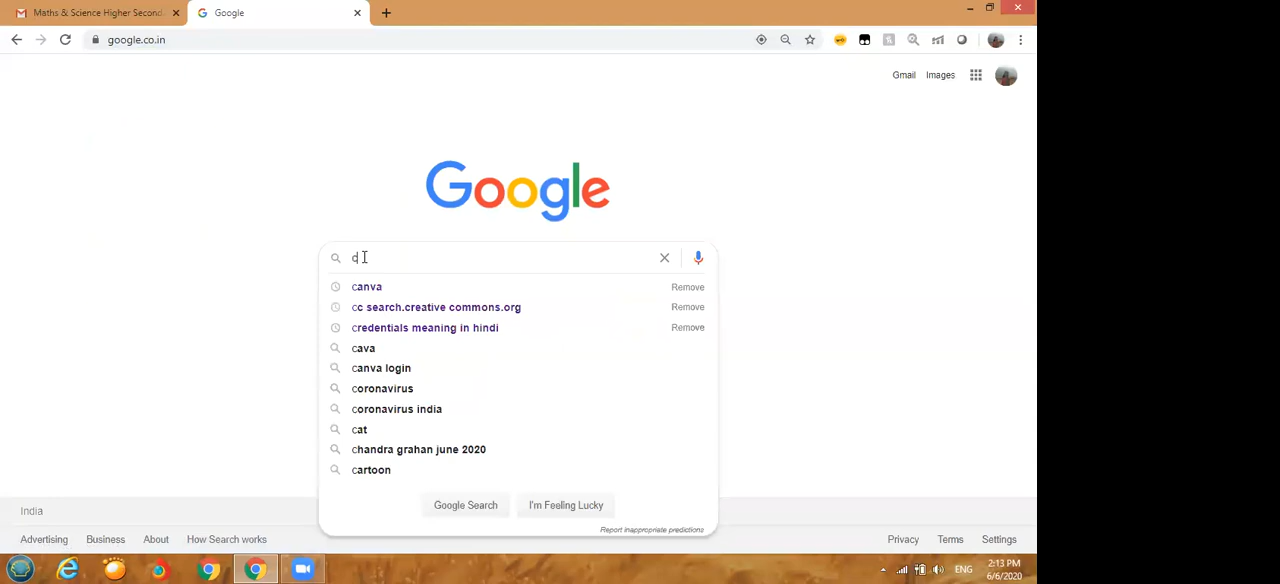 Maths & Science Higher Second
Google
google.co.in
Gmail Images
Google
c
canva Remove
cc search.creative commons.org Remove
credentials meaning in hindi Remove
cava
canva login
coronavirus
coronavirus india
cat
chandra grahan june 2020
cartoon
Google Search I'm Feeling Lucky
Report inappropriate predictions
India
Advertising Business About How Search works Privacy Terms Settings
ENG
2:13 PM
6/6/2020